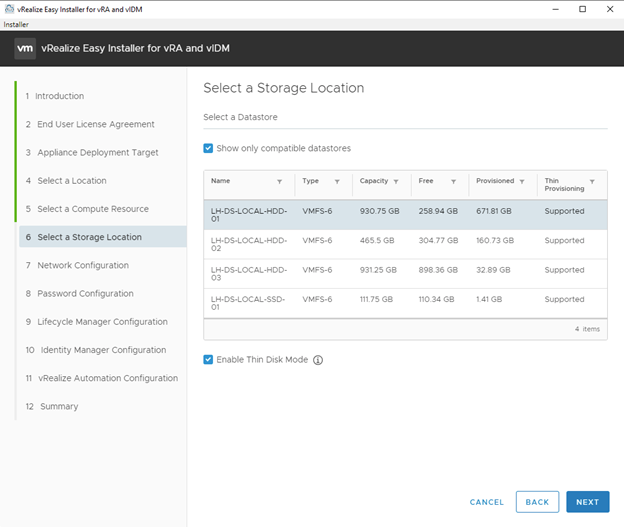 vRealize Easy Installer for vRA and vIDM
Installer
vm vRealize Easy Installer for vRA and vIDM
1 Introduction
2 End User License Agreement
3 Appliance Deployment Target
4 Select a Location
5 Select a Compute Resource
6 Select a Storage Location
7 Network Configuration
8 Password Configuration
9 Lifecycle Manager Configuration
10 Identity Manager Configuration
11 vRealize Automation Configuration
12 Summary
Select a Storage Location
Select a Datastore
Show only compatible datastores
Name Type Capacity Free Provisioned Thin
Provisioning
LH-DS-LOCAL-HDD- VMFS-6 930.75 GB 258.94 GB 671.81 GB Supported
01
LH-DS-LOCAL-HDD- VMFS-6 465.5 GB 304.77 GB 160.73 GB Supported
02
LH-DS-LOCAL-HDD- VMFS-6 931.25 GB 898.36 GB 32.89 GB Supported
03
LH-DS-LOCAL-SSD- VMFS-6 111.75 GB 110.34 GB 1.41 GB Supported
01
4 items
Enable Thin Disk Mode
CANCEL BACK NEXT